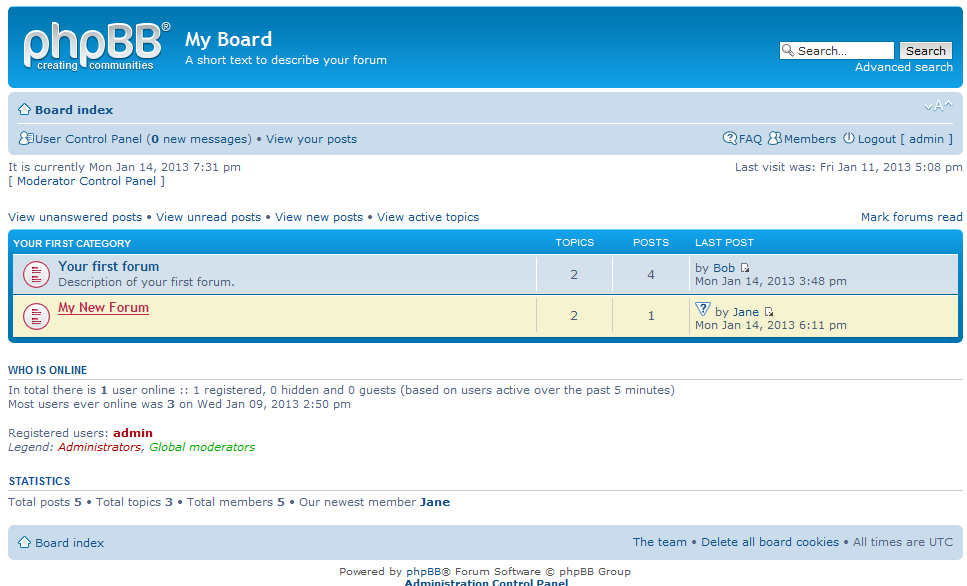 phpBB®
creating communities
My Board
A short text to describe your forum
Search...
Search
Advanced search
Board index
A
User Control Panel (0 new messages) • View your posts
FAQ Members Logout [ admin ]
It is currently Mon Jan 14, 2013 7:31 pm
Last visit was: Fri Jan 11, 2013 5:08 pm
[ Moderator Control Panel ]
View unanswered posts • View unread posts • View new posts • View active topics
Mark forums read
YOUR FIRST CATEGORY TOPICS POSTS LAST POST
Your first forum
Description of your first forum.
2
4
by Bob
Mon Jan 14, 2013 3:48 pm
My New Forum
2
1
? by Jane
Mon Jan 14, 2013 6:11 pm
WHO IS ONLINE
In total there is 1 user online :: 1 registered, 0 hidden and 0 guests (based on users active over the past 5 minutes)
Most users ever online was 3 on Wed Jan 09, 2013 2:50 pm
Registered users: admin
Legend: Administrators, Global moderators
STATISTICS
Total posts 5 • Total topics 3 • Total members 5 • Our newest member Jane
Board index
The team • Delete all board cookies • All times are UTC
Powered by phpBB® Forum Software © phpBB Group
Administration Control Panel